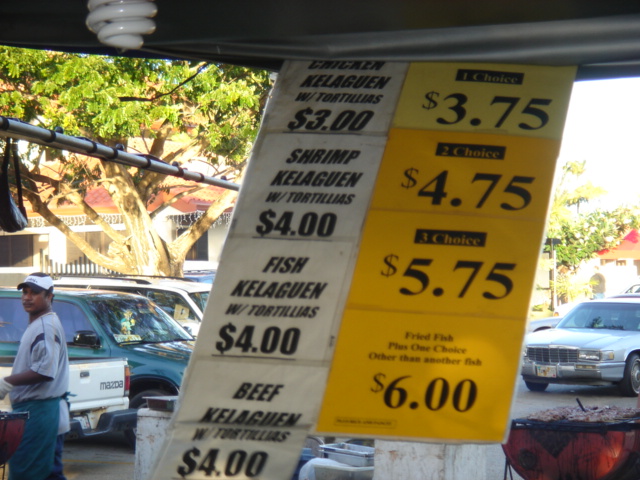 CHICKEN
KELAGUEN
W/ TORTILLIAS
$3.00
SHRIMP
KELAGUEN
W/ TORTILLIAS
$4.00
FISH
KELAGUEN
W/ TORTILLIAS
$4.00
BEEF
KELAGUEN
W/ TORTILLIAS
$4.00
1 Choice
$3.75
2 Choice
$4.75
3 Choice
$5.75
Fried Fish
Plus One Choice
Other than another fish
$6.00
mazda